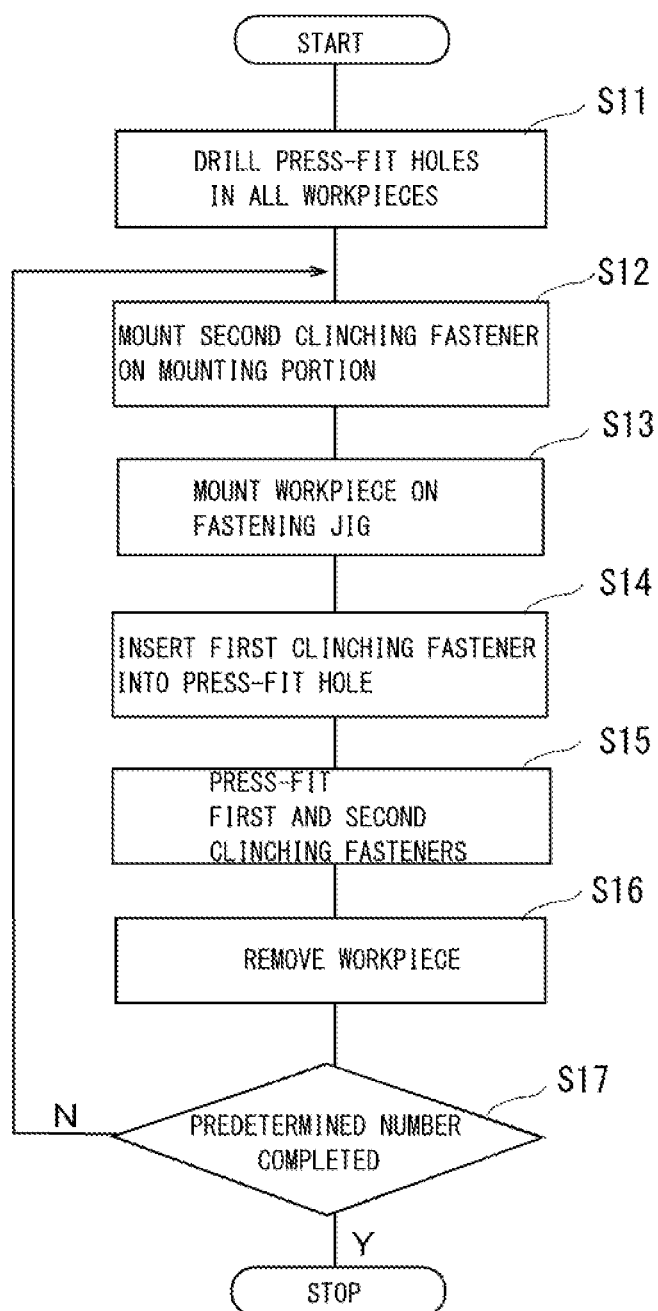 START
S11
DRILL PRESS-FIT HOLES
IN ALL WORKPIECES
S12
MOUNT SECOND CLINCHING FASTENER
ON MOUNTING PORTION
S13
MOUNT WORKPIECE ON
FASTENING JIG
S14
INSERT FIRST CLINCHING FASTENER
INTO PRESS-FIT HOLE
S15
PRESS-FIT
FIRST AND SECOND
CLINCHING FASTENERS
S16
REMOVE WORKPIECE
S17
N
PREDETERMINED NUMBER
COMPLETED
Y
STOP